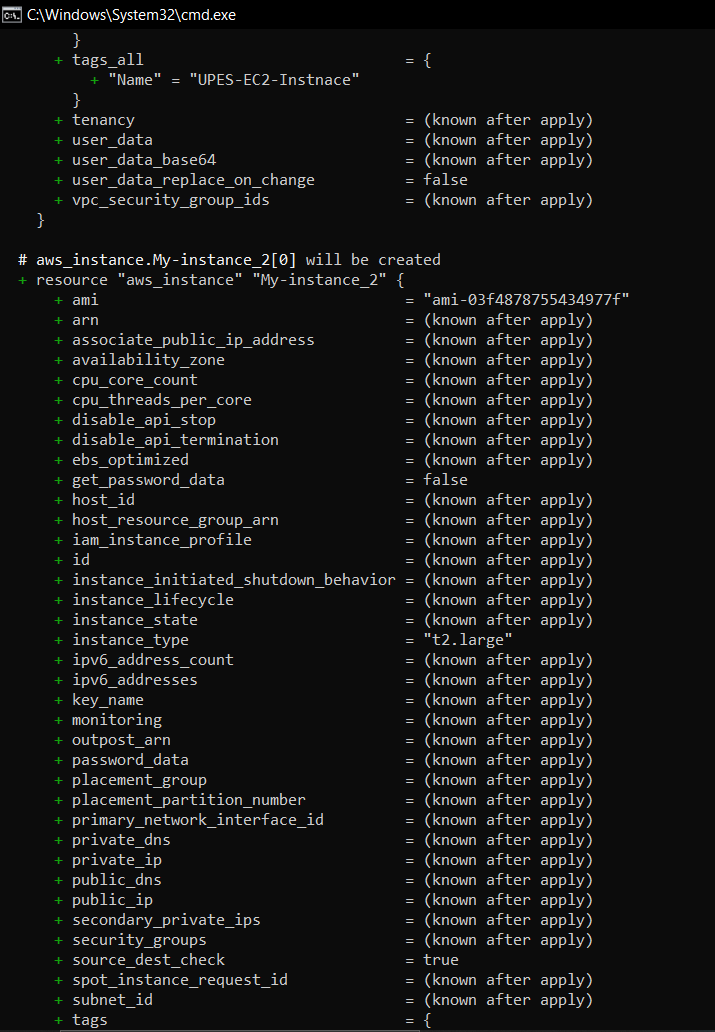 C:\Windows\System32\cmd.exe
}
+ tags_all = {
+ "Name" = "UPES-EC2-Instnace"
}
+ tenancy = (known after apply)
+ user_data = (known after apply)
+ user_data_base64 = (known after apply)
+ user_data_replace_on_change = false
+ vpc_security_group_ids = (known after apply)
}
# aws_instance.My-instance_2[0] will be created
+ resource "aws_instance" "My-instance_2" {
+ ami = "ami-03f4878755434977f"
+ arn = (known after apply)
+ associate_public_ip_address = (known after apply)
+ availability_zone = (known after apply)
+ cpu_core_count = (known after apply)
+ cpu_threads_per_core = (known after apply)
+ disable_api_stop = (known after apply)
+ disable_api_termination = (known after apply)
+ ebs_optimized = (known after apply)
+ get_password_data = false
+ host_id = (known after apply)
+ host_resource_group_arn = (known after apply)
+ iam_instance_profile = (known after apply)
+ id = (known after apply)
+ instance_initiated_shutdown_behavior = (known after apply)
+ instance_lifecycle = (known after apply)
+ instance_state = (known after apply)
+ instance_type = "t2.large"
+ ipv6_address_count = (known after apply)
+ ipv6_addresses = (known after apply)
+ key_name = (known after apply)
+ monitoring = (known after apply)
+ outpost_arn = (known after apply)
+ password_data = (known after apply)
+ placement_group = (known after apply)
+ placement_partition_number = (known after apply)
+ primary_network_interface_id = (known after apply)
+ private_dns = (known after apply)
+ private_ip = (known after apply)
+ public_dns = (known after apply)
+ public_ip = (known after apply)
+ secondary_private_ips = (known after apply)
+ security_groups = (known after apply)
+ source_dest_check = true
+ spot_instance_request_id = (known after apply)
+ subnet_id = (known after apply)
+ tags = {